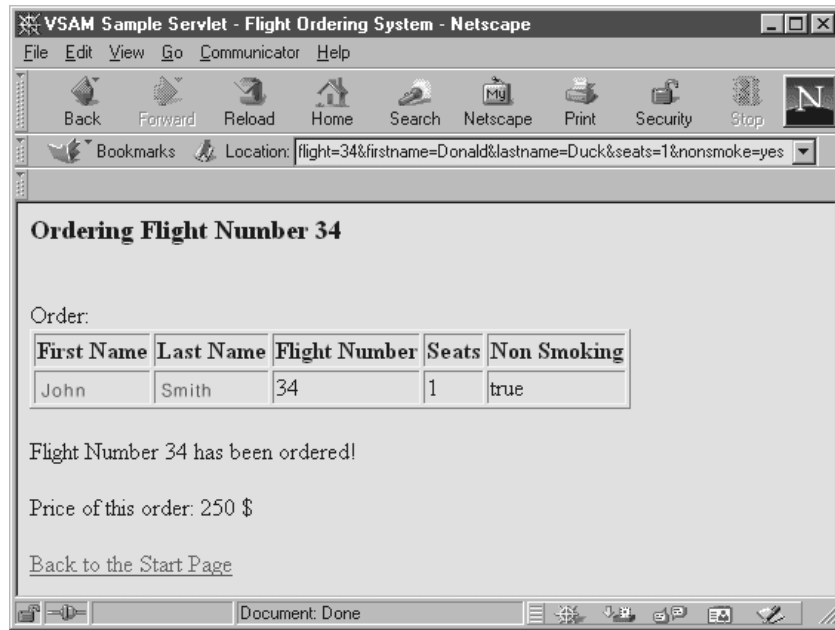 VSAM Sample Servlet - Flight Ordering System - Netscape
File Edit View Go Communicator Help
Back Forward Reload Home Search Netscape Print Security Stop
My
N
Bookmarks Location: flight=34&firstname=Donald&lastname=Duck&seats=1&nonsmoke=yes
Ordering Flight Number 34
Order:
First Name Last Name Flight Number Seats Non Smoking
John Smith 34 1 true
Flight Number 34 has been ordered!
Price of this order: 250 $
Back to the Start Page
Document: Done